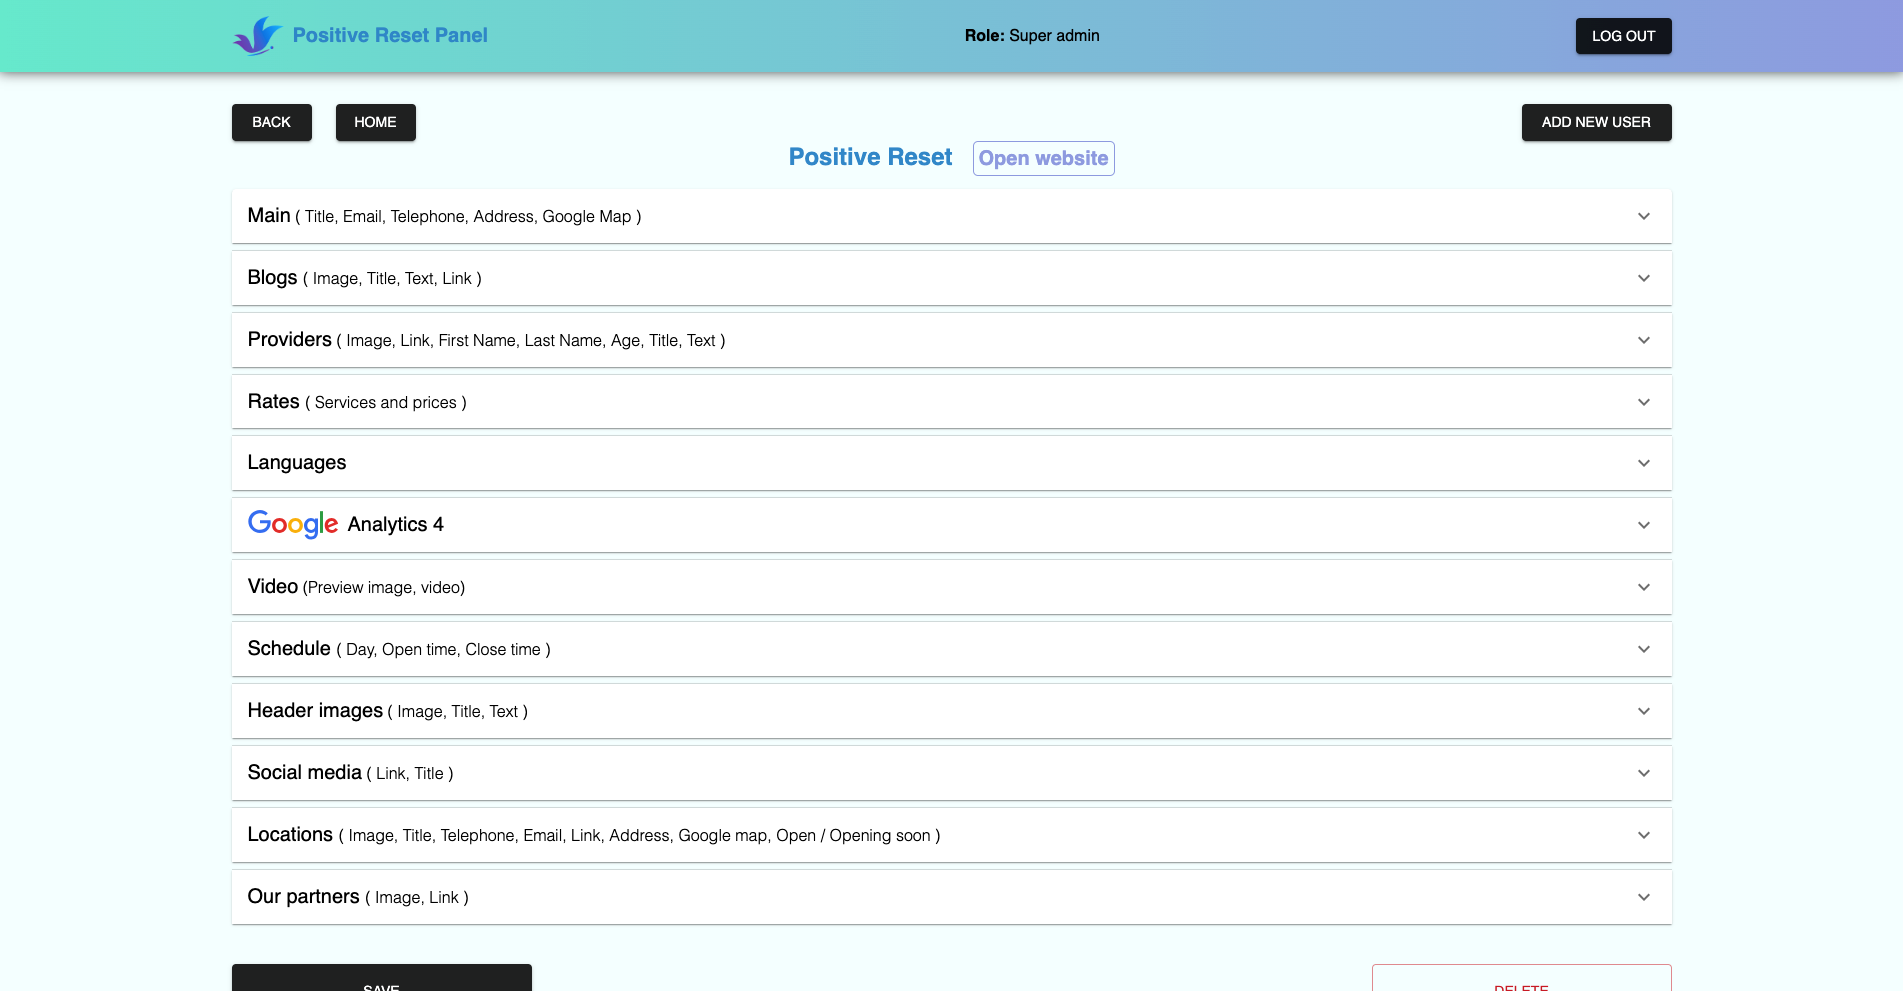 Positive Reset Panel
Role: Super admin
LOG OUT
BACK
HOME
ADD NEW USER
Positive Reset
Open website
Main ( Title, Email, Telephone, Address, Google Map )
Blogs ( Image, Title, Text, Link )
Providers ( Image, Link, First Name, Last Name, Age, Title, Text )
Rates ( Services and prices )
Languages
Google Analytics 4
Video (Preview image, video)
Schedule ( Day, Open time, Close time )
Header images ( Image, Title, Text )
Social media ( Link, Title )
Locations ( Image, Title, Telephone, Email, Link, Address, Google map, Open / Opening soon )
Our partners ( Image, Link )
SAVE
DELETE